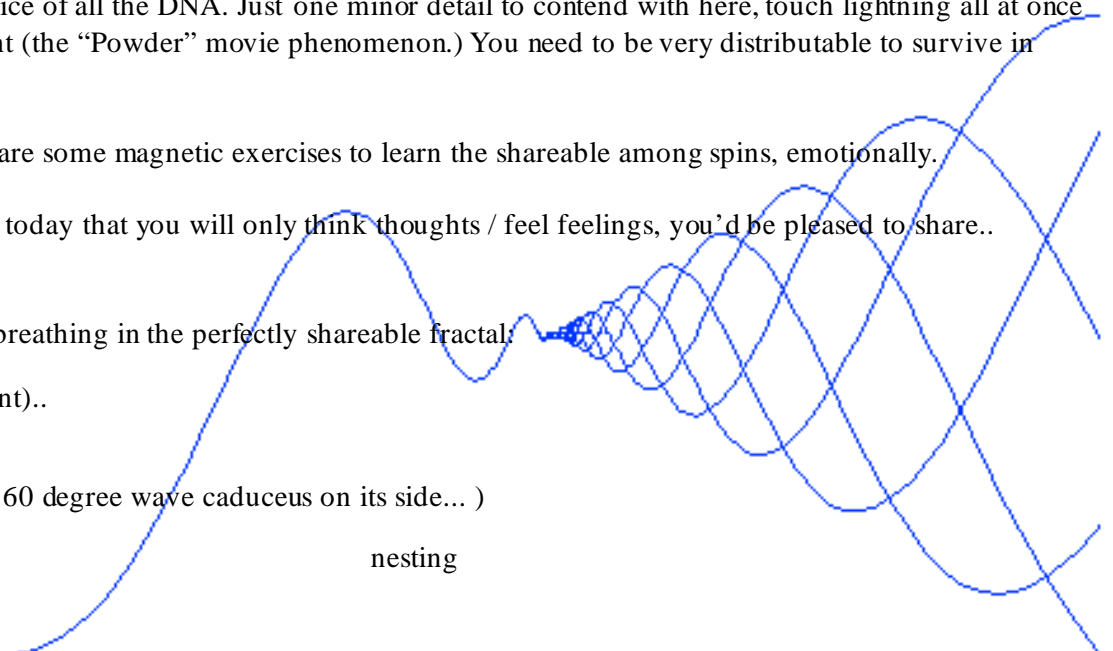 ice of all the DNA. Just one minor detail to contend with here, touch lightning all at once
nt (the “Powder” movie phenomenon.) You need to be very distributable to survive in
are some magnetic exercises to learn the shareable among spins, emotionally.
today that you will only think thoughts / feel feelings, you’d be pleased to share..
breathing in the perfectly shareable fractal:
nt)..
60 degree wave caduceus on its side... )
nesting